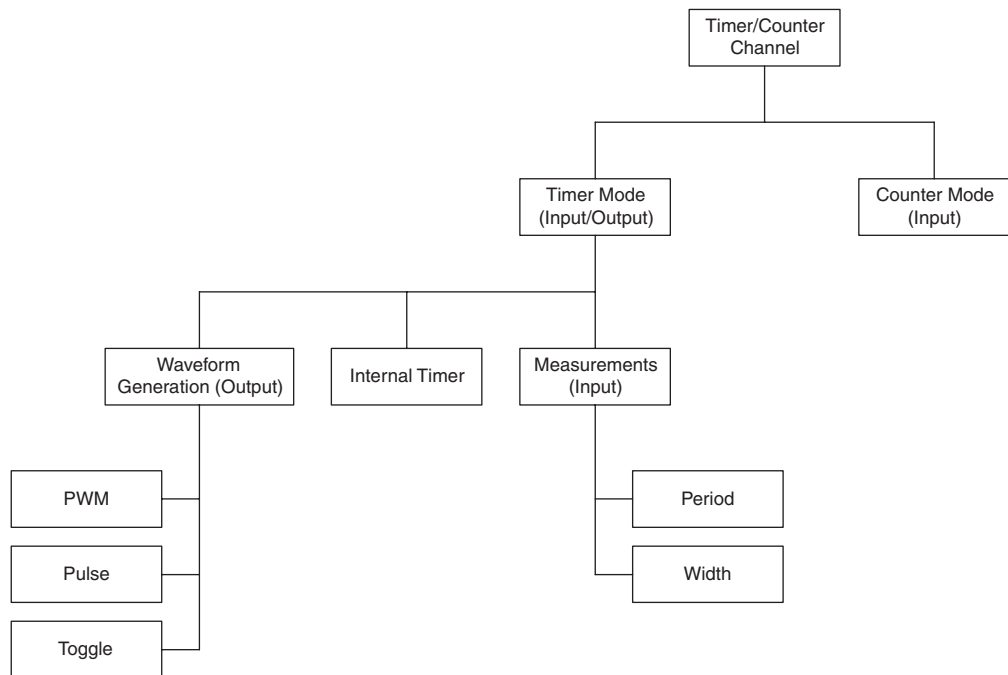 Timer/Counter
Channel
Timer Mode
(Input/Output)
Counter Mode
(Input)
Waveform
Generation (Output)
Internal Timer
Measurements
(Input)
PWM
Pulse
Toggle
Period
Width